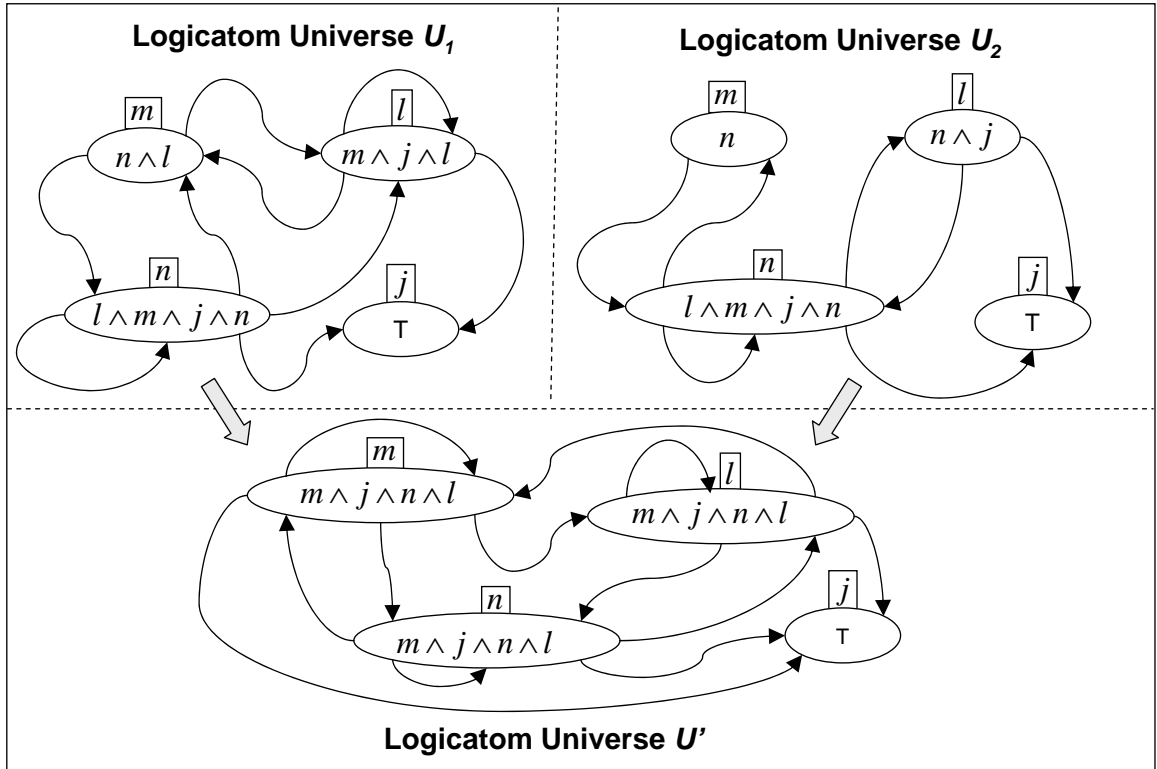 Logicatom Universe U₁
m
n ∧ l
l
m ∧ j ∧ l
n
l ∧ m ∧ j ∧ n
j
T
Logicatom Universe U₂
m
n
l
n ∧ j
n
l ∧ m ∧ j ∧ n
j
T
m
m ∧ j ∧ n ∧ l
l
m ∧ j ∧ n ∧ l
n
m ∧ j ∧ n ∧ l
j
T
Logicatom Universe U'